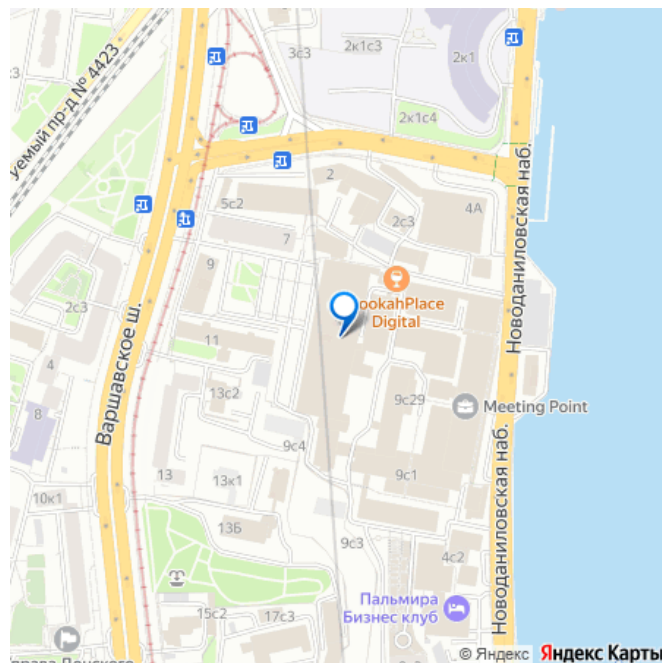 3с3
2к1с3
2к1
уемый пр-д № 4423
2к1с4
Новоданиловская наб.
2
5с2
4А
2с3
7
9
ookahPlace
Digital
2с3
Варшавское ш.
11
4
13с2
9с29
Meeting Point
8
9с4
Новоданиловская наб.
13
13к1
9с1
10к1
13Б
9с3
4с2
Пальмира
Бизнес клуб
15с2
17с3
© Яндекс Яндекс Карты